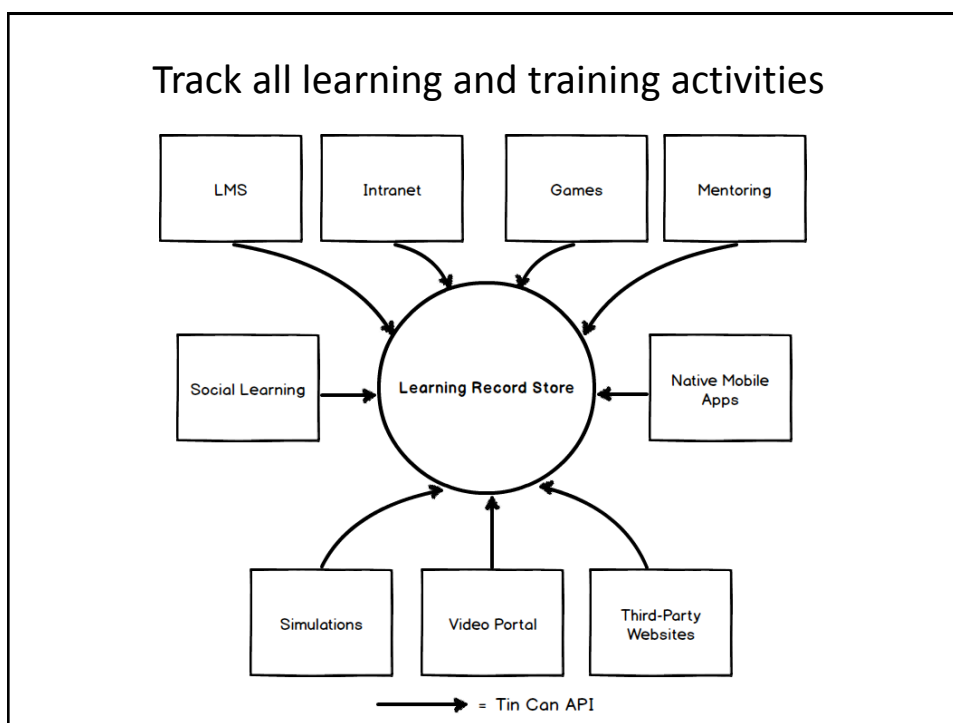 Track all learning and training activities
LMS
Intranet
Games
Mentoring
Social Learning
Learning Record Store
Native Mobile
Apps
Simulations
Video Portal
Third-Party
Websites
= Tin Can API